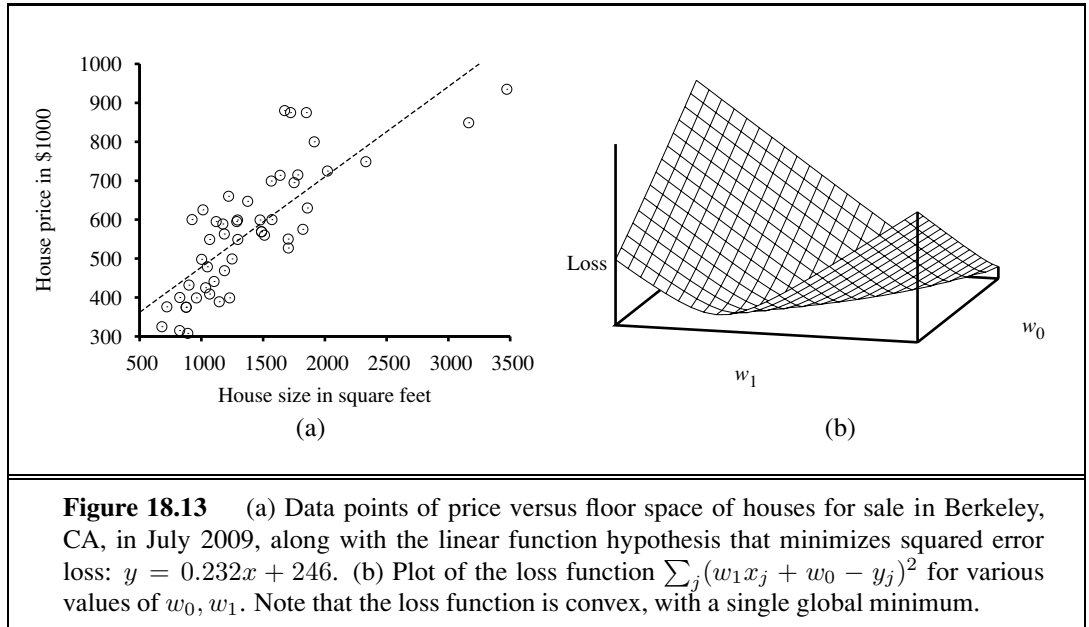 1000
900
800
700
600
500
400
300
House price in $1000
500 1000 1500 2000 2500 3000 3500
House size in square feet
(a)
Loss
w₁
w₀
(b)
Figure 18.13 (a) Data points of price versus floor space of houses for sale in Berkeley,
CA, in July 2009, along with the linear function hypothesis that minimizes squared error
loss: y = 0.232x + 246. (b) Plot of the loss function ∑ⱼ(w₁xⱼ + w₀ − yⱼ)² for various
values of w₀, w₁. Note that the loss function is convex, with a single global minimum.